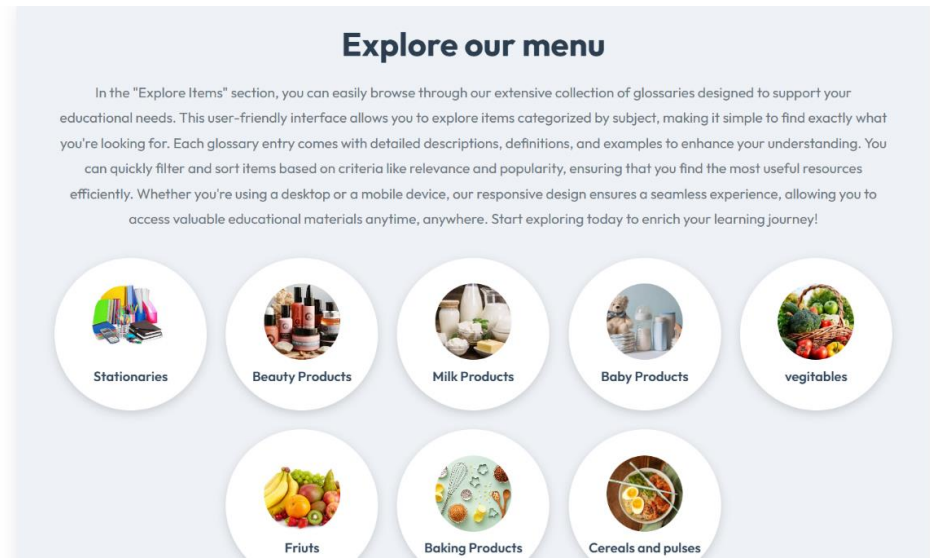 Explore our menu
In the "Explore Items" section, you can easily browse through our extensive collection of glossaries designed to support your
educational needs. This user-friendly interface allows you to explore items categorized by subject, making it simple to find exactly what
you're looking for. Each glossary entry comes with detailed descriptions, definitions, and examples to enhance your understanding. You
can quickly filter and sort items based on criteria like relevance and popularity, ensuring that you find the most useful resources
efficiently. Whether you're using a desktop or a mobile device, our responsive design ensures a seamless experience, allowing you to
access valuable educational materials anytime, anywhere. Start exploring today to enrich your learning journey!
Stationaries
Beauty Products
Milk Products
Baby Products
vegitables
Friuts
Baking Products
Cereals and pulses